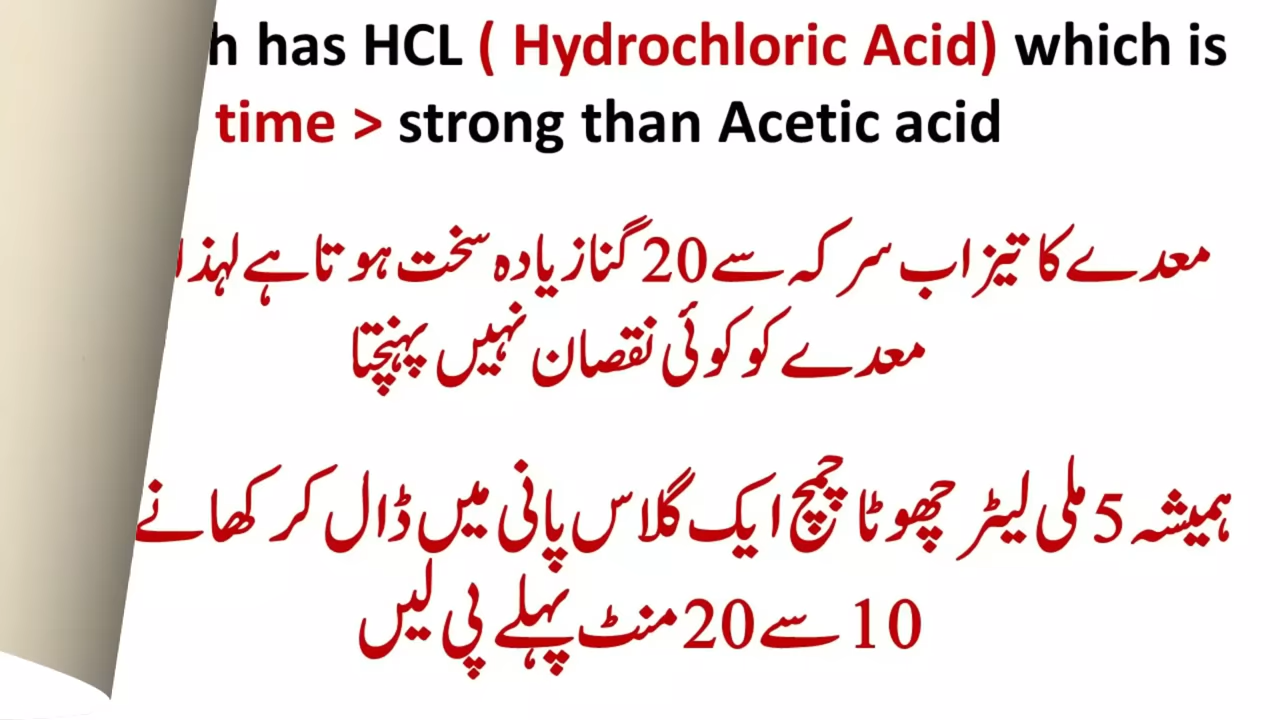 h has HCL ( Hydrochloric Acid) which is
time > strong than Acetic acid
معدے کا تیزاب سرکہ سے 20 گنا زیادہ سخت ہوتا ہے لہذا
معدے کو کوئی نقصان نہیں پہنچتا
ہمیشہ 5 ملی لیٹر چھوٹا چمچ ایک گلاس پانی میں ڈال کر کھانے
10 سے 20 منٹ پہلے پی لیں